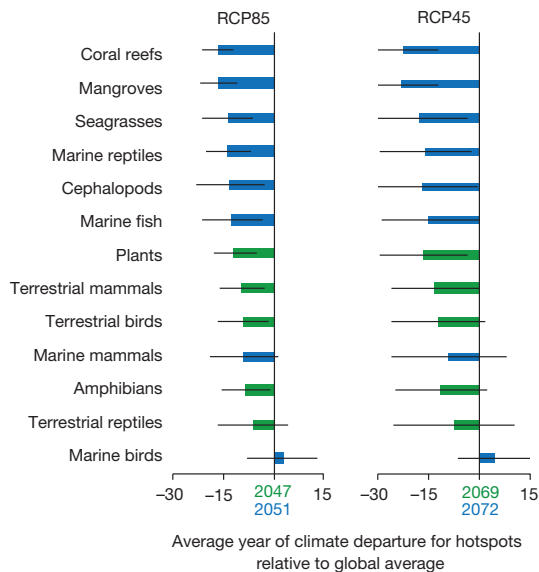 RCP85
RCP45
Coral reefs
Mangroves
Seagrasses
Marine reptiles
Cephalopods
Marine fish
Plants
Terrestrial mammals
Terrestrial birds
Marine mammals
Amphibians
Terrestrial reptiles
Marine birds
−30 −15 2047 15 −30 −15 2069 15
2051 2072
Average year of climate departure for hotspots
relative to global average